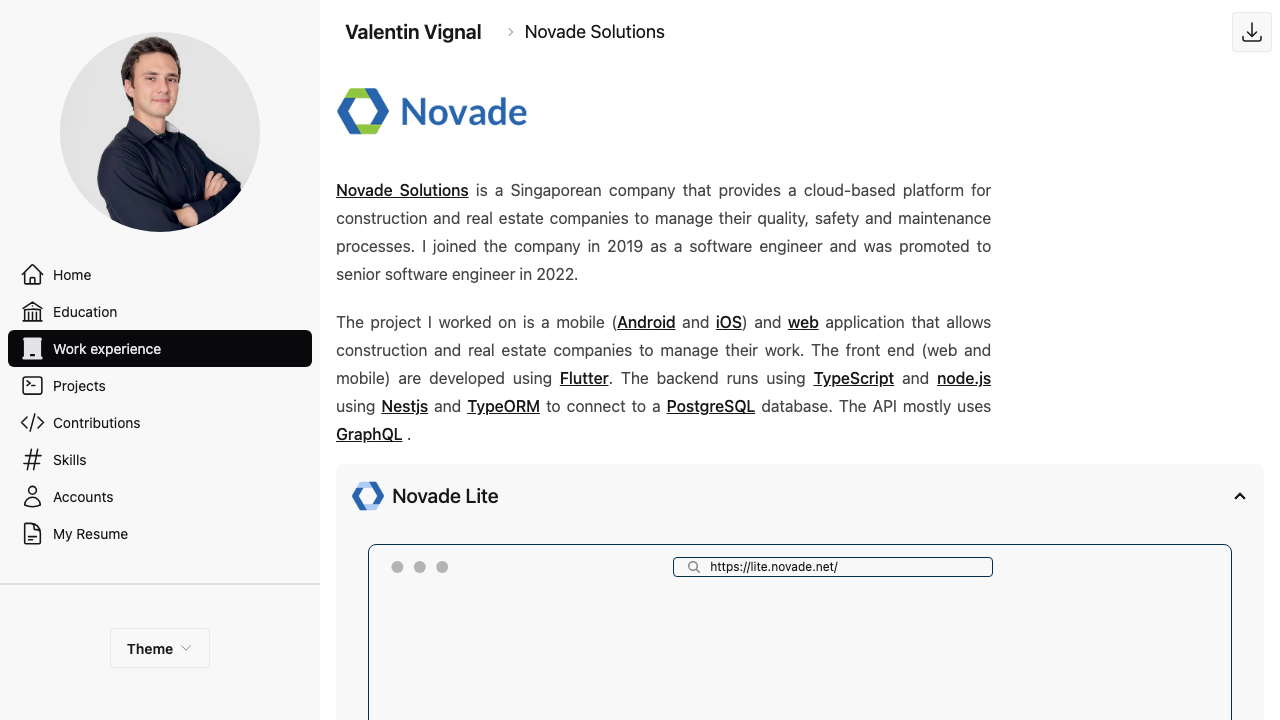 Valentin Vignal
Novade Solutions
Novade
Novade Solutions is a Singaporean company that provides a cloud-based platform for
construction and real estate companies to manage their quality, safety and maintenance
processes. I joined the company in 2019 as a software engineer and was promoted to
senior software engineer in 2022.
The project I worked on is a mobile (Android and iOS) and web application that allows
construction and real estate companies to manage their work. The front end (web and
mobile) are developed using Flutter. The backend runs using TypeScript and node.js
using Nestjs and TypeORM to connect to a PostgreSQL database. The API mostly uses
GraphQL .
Novade Lite
https://lite.novade.net/
Home
Education
Work experience
Projects
Contributions
Skills
Accounts
My Resume
Theme